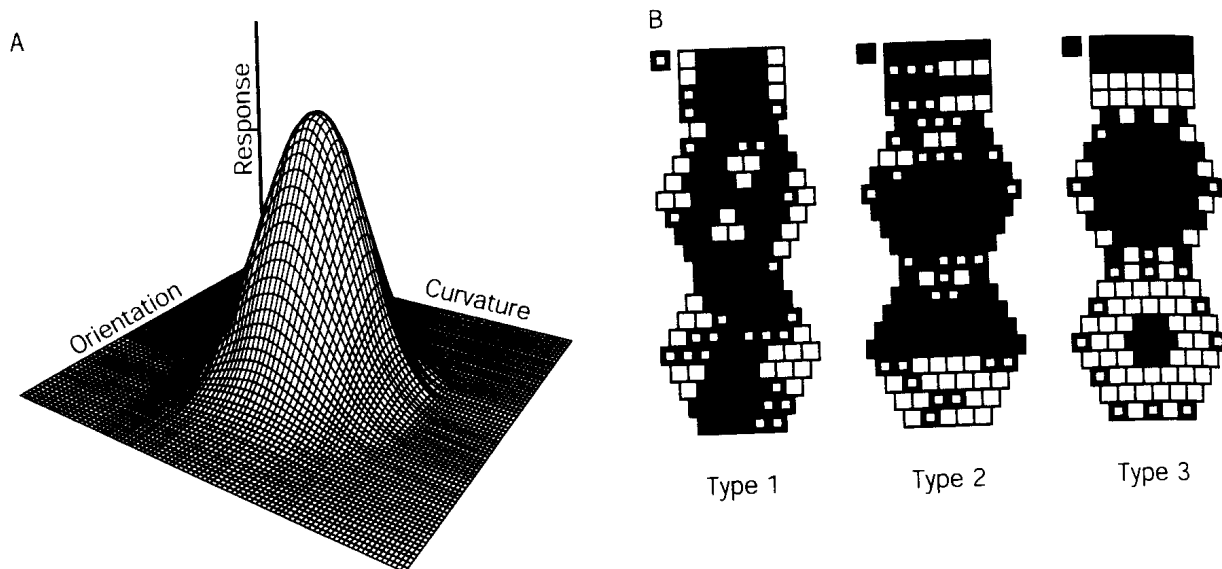 A
Response
Orientation
Curvature
B
Type 1
Type 2
Type 3